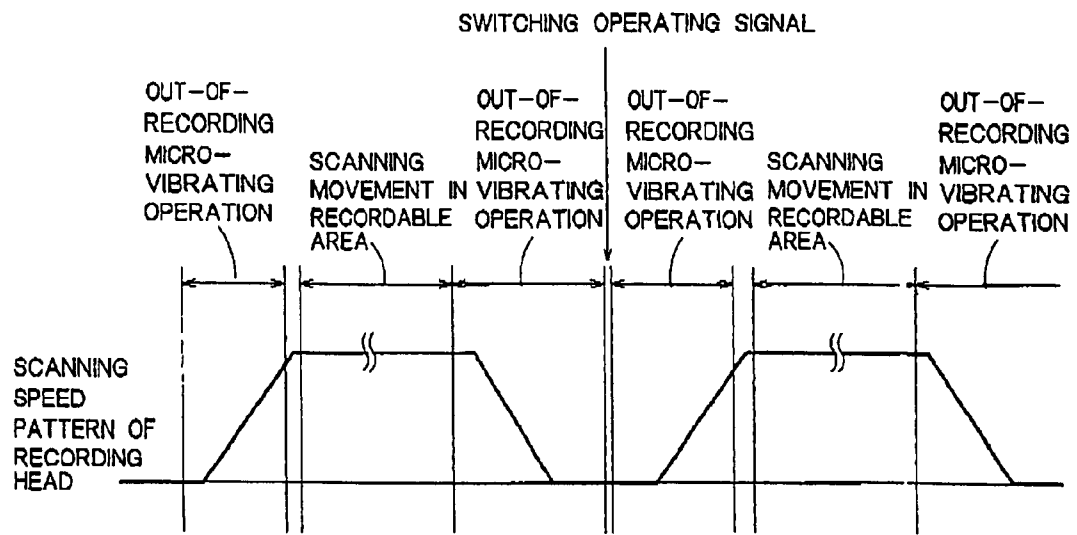 SWITCHING OPERATING SIGNAL
OUT-OF-
RECORDING
MICRO-
VIBRATING
OPERATION
SCANNING
MOVEMENT IN
RECORDABLE
AREA
OUT-OF-
RECORDING
MICRO-
VIBRATING
OPERATION
OUT-OF-
RECORDING
MICRO-
VIBRATING
OPERATION
SCANNING
MOVEMENT IN
RECORDABLE
AREA
OUT-OF-
RECORDING
MICRO-
VIBRATING
OPERATION
SCANNING
SPEED
PATTERN OF
RECORDING
HEAD